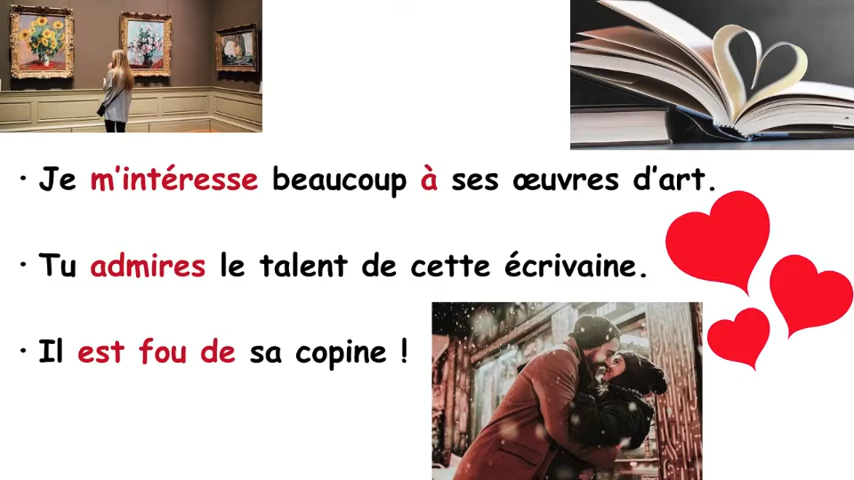 · Je m'intéresse beaucoup à ses œuvres d'art.
· Tu admires le talent de cette écrivaine.
· Il est fou de sa copine !